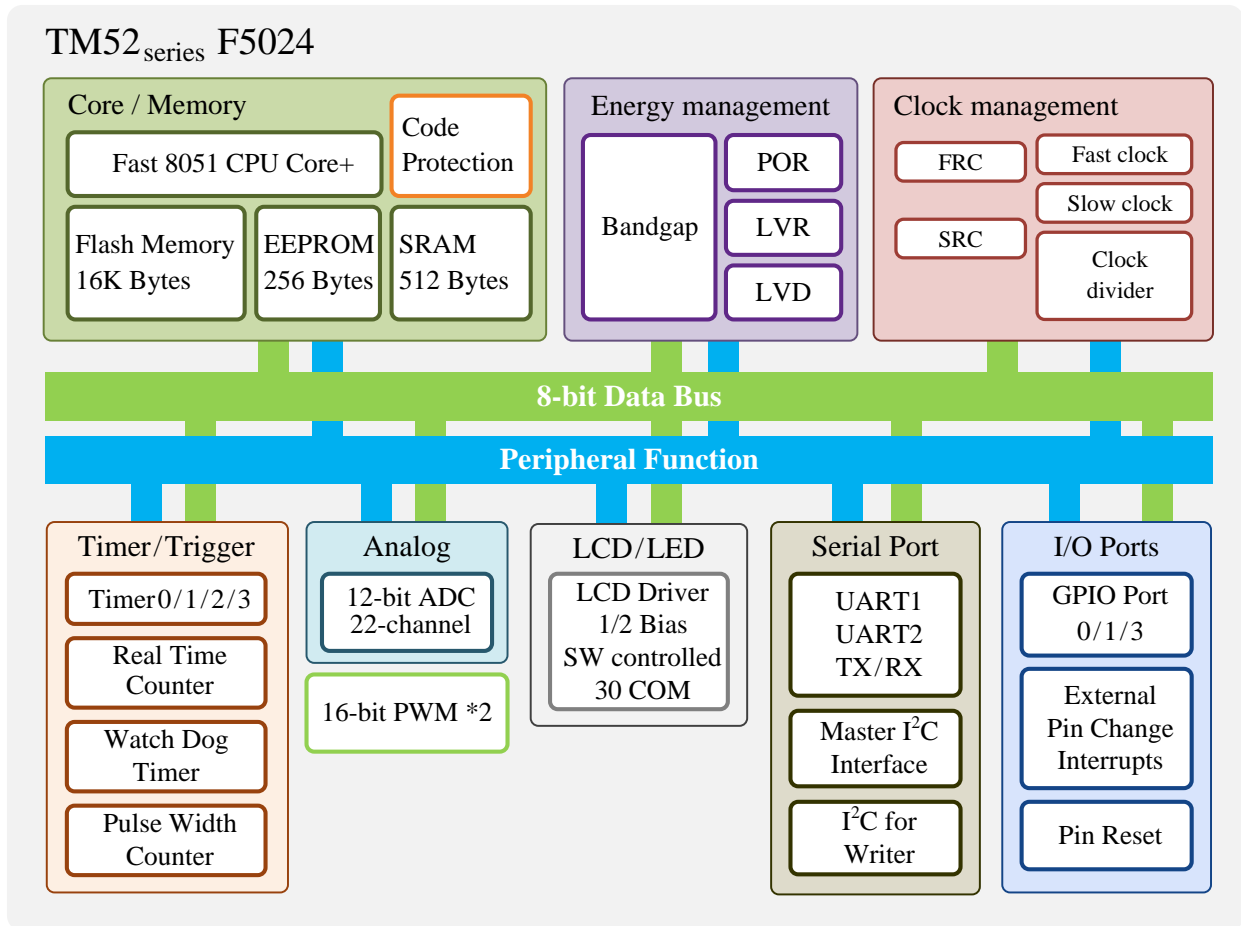 TM52series F5024
Core / Memory
Fast 8051 CPU Core+
Code
Protection
Flash Memory
16K Bytes
EEPROM
256 Bytes
SRAM
512 Bytes
Energy management
Bandgap
POR
LVR
LVD
Clock management
FRC
SRC
Fast clock
Slow clock
Clock
divider
8-bit Data Bus
Peripheral Function
Timer/Trigger
Timer0/1/2/3
Real Time
Counter
Watch Dog
Timer
Pulse Width
Counter
Analog
12-bit ADC
22-channel
16-bit PWM *2
LCD/LED
LCD Driver
1/2 Bias
SW controlled
30 COM
Serial Port
UART1
UART2
TX/RX
Master I²C
Interface
I²C for
Writer
I/O Ports
GPIO Port
0/1/3
External
Pin Change
Interrupts
Pin Reset